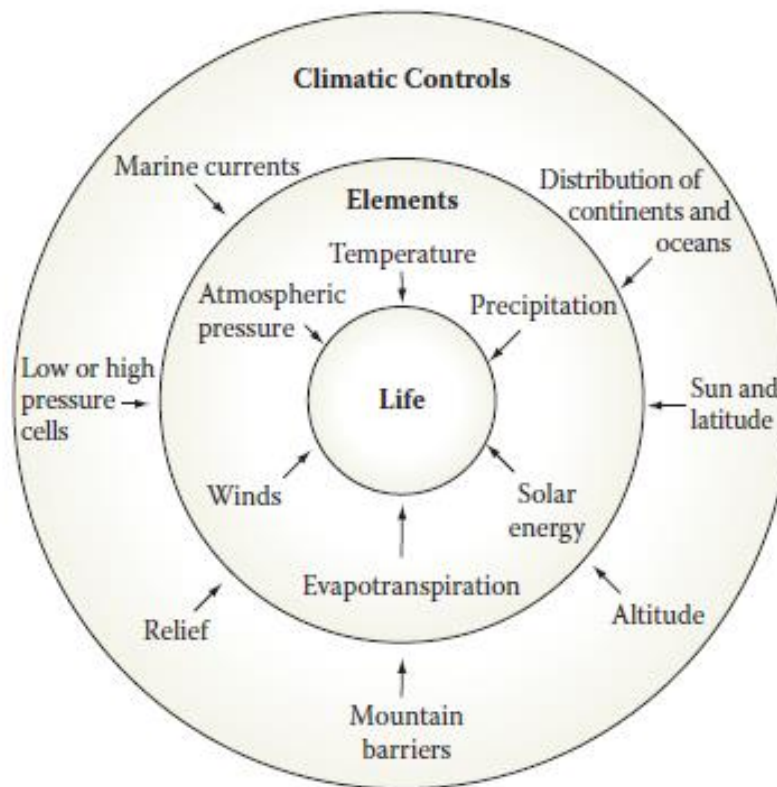 Climatic Controls
Marine currents
Distribution of
continents and
oceans
Elements
Temperature
Atmospheric
pressure
Precipitation
Low or high
pressure
cells
Life
Sun and
latitude
Winds
Solar
energy
Evapotranspiration
Relief
Altitude
Mountain
barriers